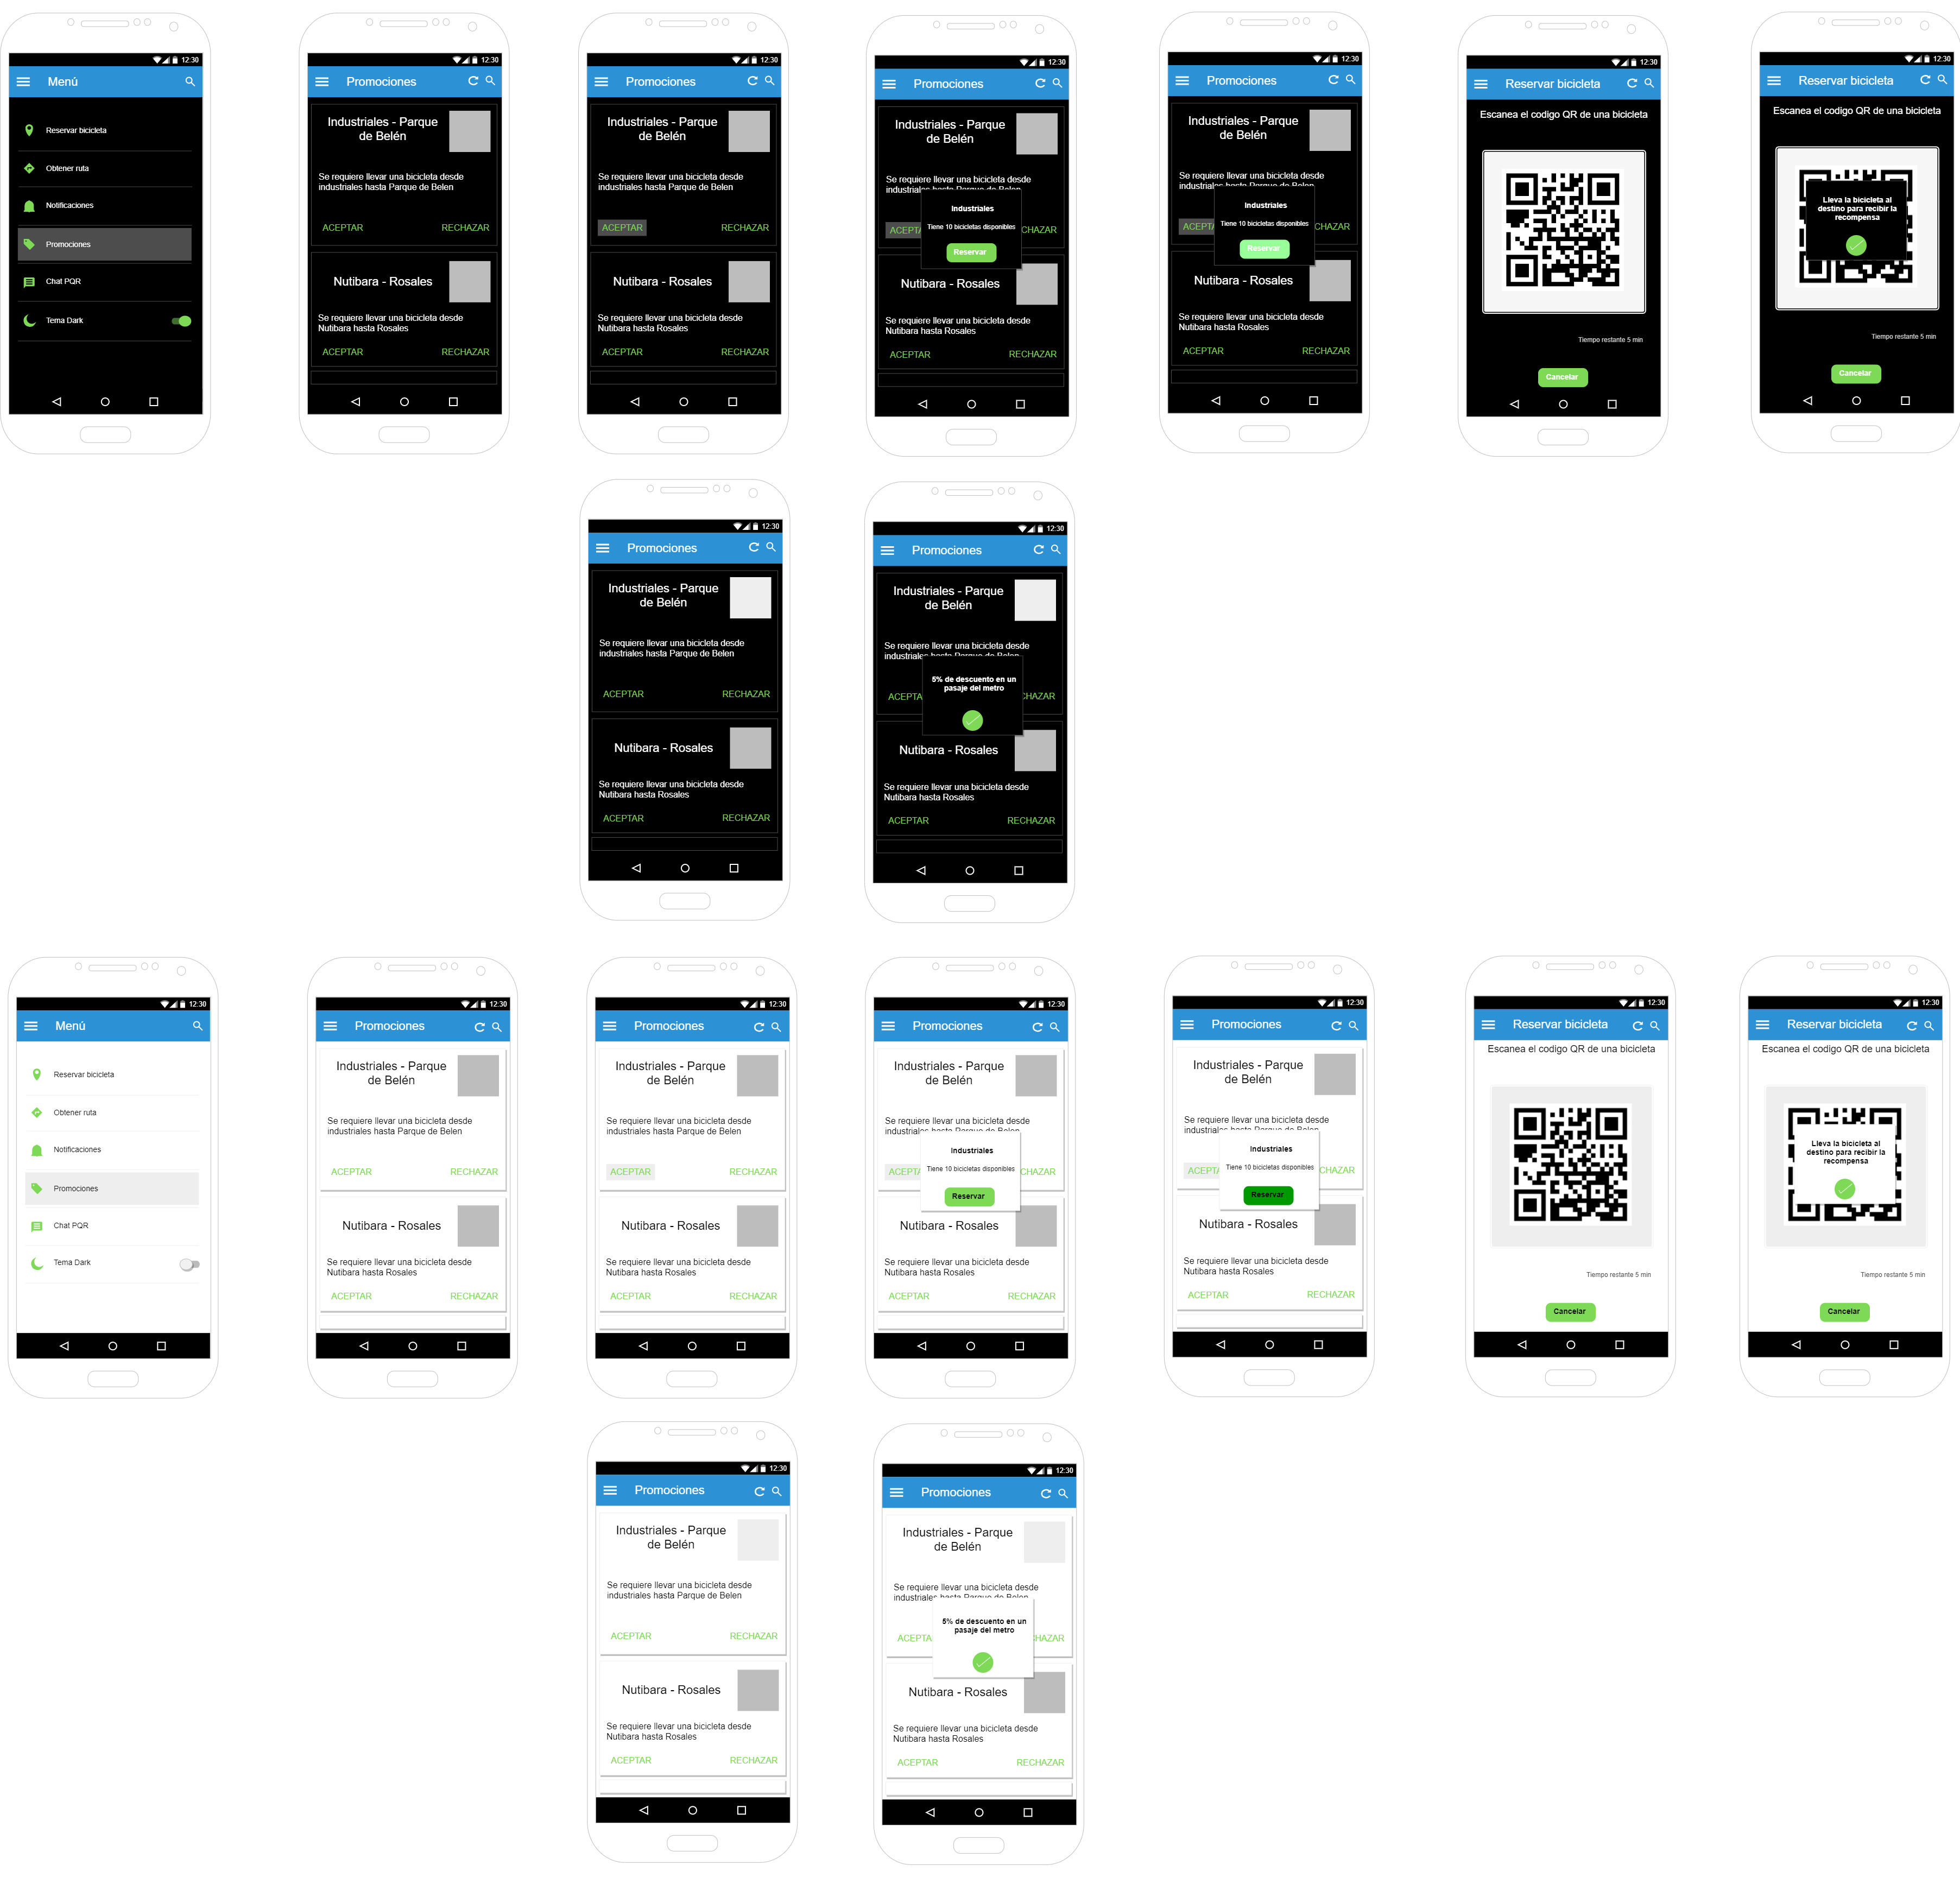 12:30
Menú
Reservar bicicleta
Obtener ruta
Notificaciones
Promociones
Chat PQR
Tema Dark
12:30
Promociones
Industriales - Parque
de Belén
Se requiere llevar una bicicleta desde
industriales hasta Parque de Belen
ACEPTAR RECHAZAR
Nutibara - Rosales
Se requiere llevar una bicicleta desde
Nutibara hasta Rosales
ACEPTAR RECHAZAR
12:30
Promociones
Industriales - Parque
de Belén
Se requiere llevar una bicicleta desde
industriales hasta Parque de Belen
ACEPTAR RECHAZAR
Nutibara - Rosales
Se requiere llevar una bicicleta desde
Nutibara hasta Rosales
ACEPTAR RECHAZAR
12:30
Promociones
Industriales - Parque
de Belén
Se requiere llevar una bicicleta desde
industriales hasta Parque de Belen
Industriales
Tiene 10 bicicletas disponibles
ACEPTA CHAZAR
Reservar
Nutibara - Rosales
Se requiere llevar una bicicleta desde
Nutibara hasta Rosales
ACEPTAR RECHAZAR
12:30
Promociones
Industriales - Parque
de Belén
Se requiere llevar una bicicleta desde
industriales hasta Parque de Belen
Industriales
Tiene 10 bicicletas disponibles
ACEPT CHAZAR
Reservar
Nutibara - Rosales
Se requiere llevar una bicicleta desde
Nutibara hasta Rosales
ACEPTAR RECHAZAR
12:30
Reservar bicicleta
Escanea el codigo QR de una bicicleta
Tiempo restante 5 min
Cancelar
12:30
Reservar bicicleta
Escanea el codigo QR de una bicicleta
Lleva la bicicleta al
destino para recibir la
recompensa
Tiempo restante 5 min
Cancelar
12:30
Promociones
Industriales - Parque
de Belén
Se requiere llevar una bicicleta desde
industriales hasta Parque de Belen
ACEPTAR RECHAZAR
Nutibara - Rosales
Se requiere llevar una bicicleta desde
Nutibara hasta Rosales
ACEPTAR RECHAZAR
12:30
Promociones
Industriales - Parque
de Belén
Se requiere llevar una bicicleta desde
industriales hasta Parque de Belen
5% de descuento en un
pasaje del metro
ACEPTA CHAZAR
Nutibara - Rosales
Se requiere llevar una bicicleta desde
Nutibara hasta Rosales
ACEPTAR RECHAZAR
12:30
Menú
Reservar bicicleta
Obtener ruta
Notificaciones
Promociones
Chat PQR
Tema Dark
12:30
Promociones
Industriales - Parque
de Belén
Se requiere llevar una bicicleta desde
industriales hasta Parque de Belen
ACEPTAR RECHAZAR
Nutibara - Rosales
Se requiere llevar una bicicleta desde
Nutibara hasta Rosales
ACEPTAR RECHAZAR
12:30
Promociones
Industriales - Parque
de Belén
Se requiere llevar una bicicleta desde
industriales hasta Parque de Belen
ACEPTAR RECHAZAR
Nutibara - Rosales
Se requiere llevar una bicicleta desde
Nutibara hasta Rosales
ACEPTAR RECHAZAR
12:30
Promociones
Industriales - Parque
de Belén
Se requiere llevar una bicicleta desde
industriales hasta Parque de Belen
Industriales
Tiene 10 bicicletas disponibles
ACEPTA CHAZAR
Reservar
Nutibara - Rosales
Se requiere llevar una bicicleta desde
Nutibara hasta Rosales
ACEPTAR RECHAZAR
12:30
Promociones
Industriales - Parque
de Belén
Se requiere llevar una bicicleta desde
industriales hasta Parque de Belen
Industriales
Tiene 10 bicicletas disponibles
ACEPTA CHAZAR
Reservar
Nutibara - Rosales
Se requiere llevar una bicicleta desde
Nutibara hasta Rosales
ACEPTAR RECHAZAR
12:30
Reservar bicicleta
Escanea el codigo QR de una bicicleta
Tiempo restante 5 min
Cancelar
12:30
Reservar bicicleta
Escanea el codigo QR de una bicicleta
Lleva la bicicleta al
destino para recibir la
recompensa
Tiempo restante 5 min
Cancelar
12:30
Promociones
Industriales - Parque
de Belén
Se requiere llevar una bicicleta desde
industriales hasta Parque de Belen
ACEPTAR RECHAZAR
Nutibara - Rosales
Se requiere llevar una bicicleta desde
Nutibara hasta Rosales
ACEPTAR RECHAZAR
12:30
Promociones
Industriales - Parque
de Belén
Se requiere llevar una bicicleta desde
industriales hasta Parque de Belen
5% de descuento en un
pasaje del metro
ACEPTA CHAZAR
Nutibara - Rosales
Se requiere llevar una bicicleta desde
Nutibara hasta Rosales
ACEPTAR RECHAZAR